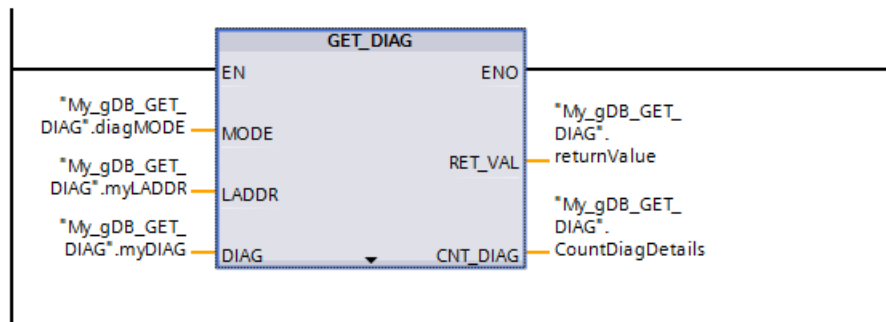 GET_DIAG
EN
ENO
"My_gDB_GET_
DIAG".diagMODE
MODE
"My_gDB_GET_
DIAG".
returnValue
RET_VAL
"My_gDB_GET_
DIAG".myLADDR
LADDR
"My_gDB_GET_
DIAG".myDIAG
DIAG
CNT_DIAG
"My_gDB_GET_
DIAG".
CountDiagDetails